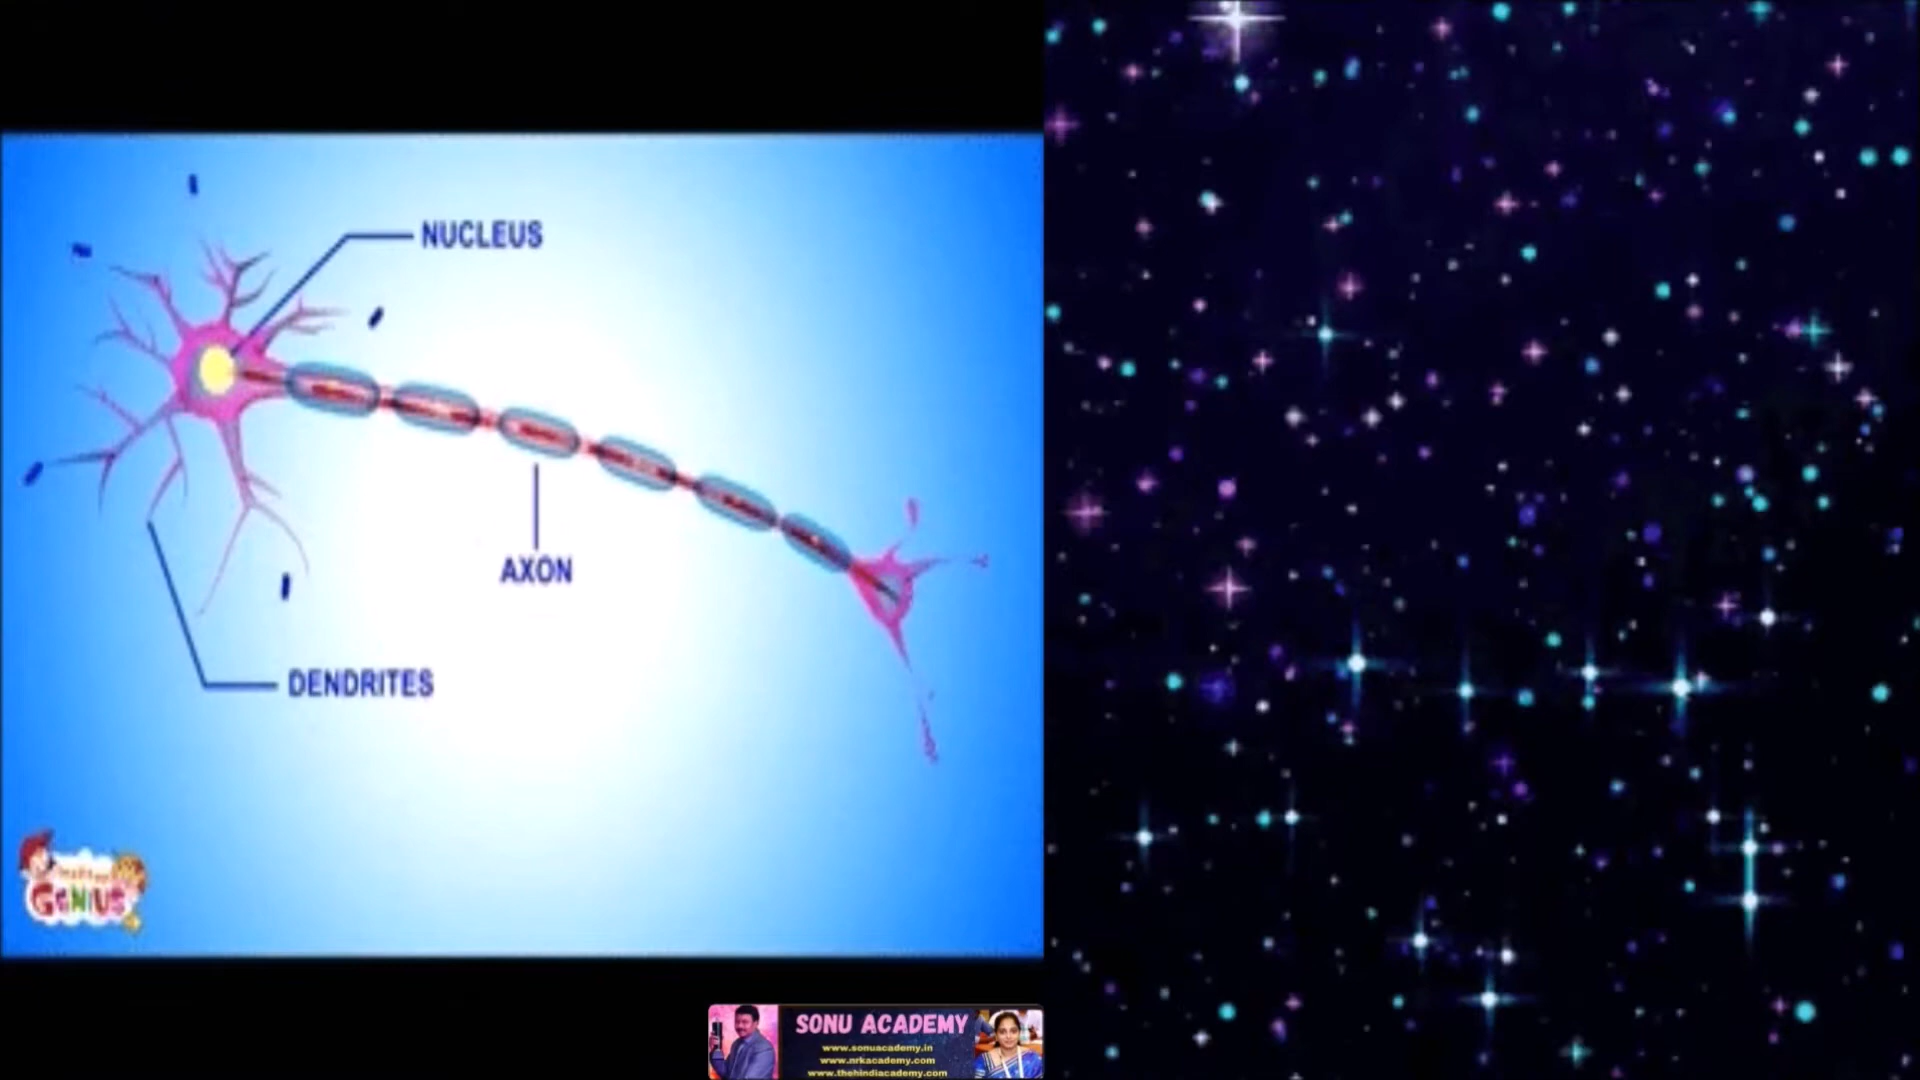 NUCLEUS
AXON
DENDRITES
GENIUS
SONU ACADEMY
www.sonuacademy.in
www.nrkacademy.com
www.thehindiacademy.com